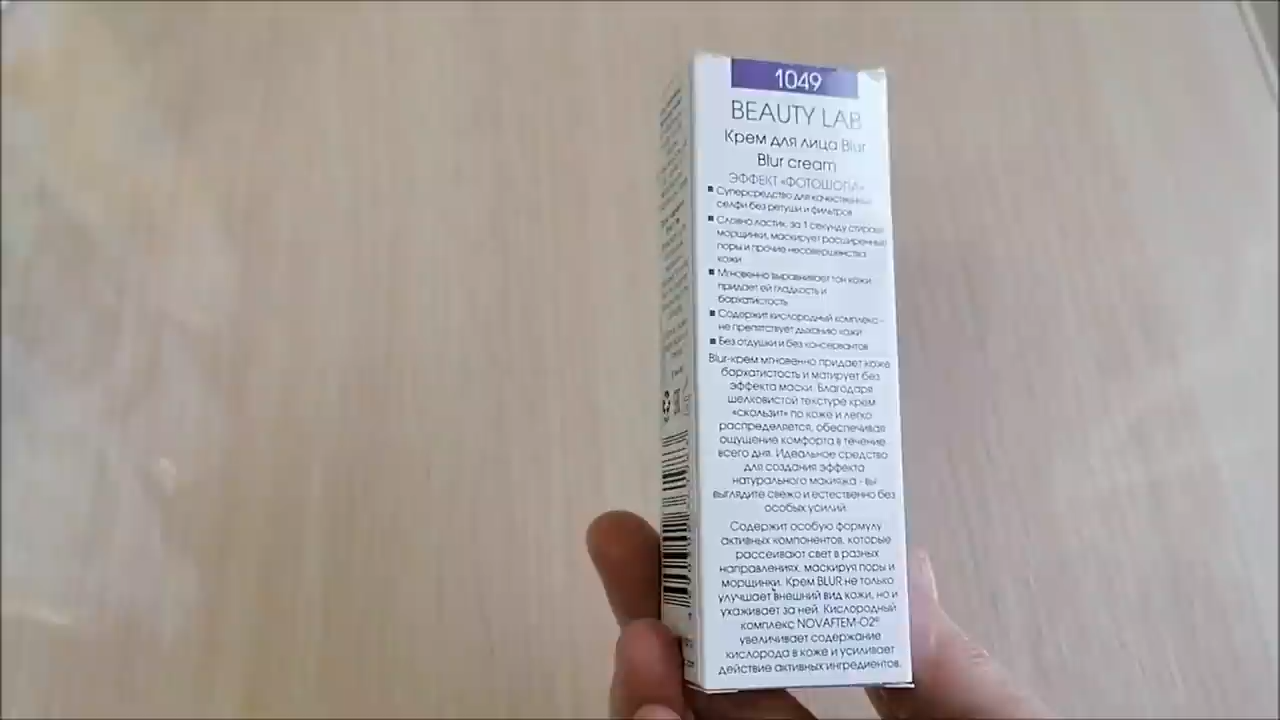 1049
BEAUTY LAB
Крем для лица Blur
Blur cream
ЭФФЕКТ «ФОТОШОПА»
Суперсредство для качественных
селфи без ретуши и фильтров
Словно ластик, за 1 секунду стирает
морщинки, маскирует расширенные
поры и прочие несовершенства
кожи
Мгновенно выравнивает тон кожи
придает ей гладкость и
бархатистость
Содержит кислородный комплекс -
не препятствует дыханию кожи
Без отдушки и без консервантов
Blur-крем мгновенно придает коже
бархатистость и матирует без
эффекта маски. Благодаря
шелковистой текстуре крем
«скользит» по коже и легко
распределяется, обеспечивая
ощущение комфорта в течение
всего дня. Идеальное средство
для создания эффекта
натурального макияжа - вы
выглядите свежо и естественно без
особых усилий.
Содержит особую формулу
активных компонентов, которые
рассеивают свет в разных
направлениях, маскируя поры и
морщинки. Крем BLUR не только
улучшает внешний вид кожи, но и
ухаживает за ней. Кислородный
комплекс NOVAFTEM-O2®
увеличивает содержание
кислорода в коже и усиливает
действие активных ингредиентов.